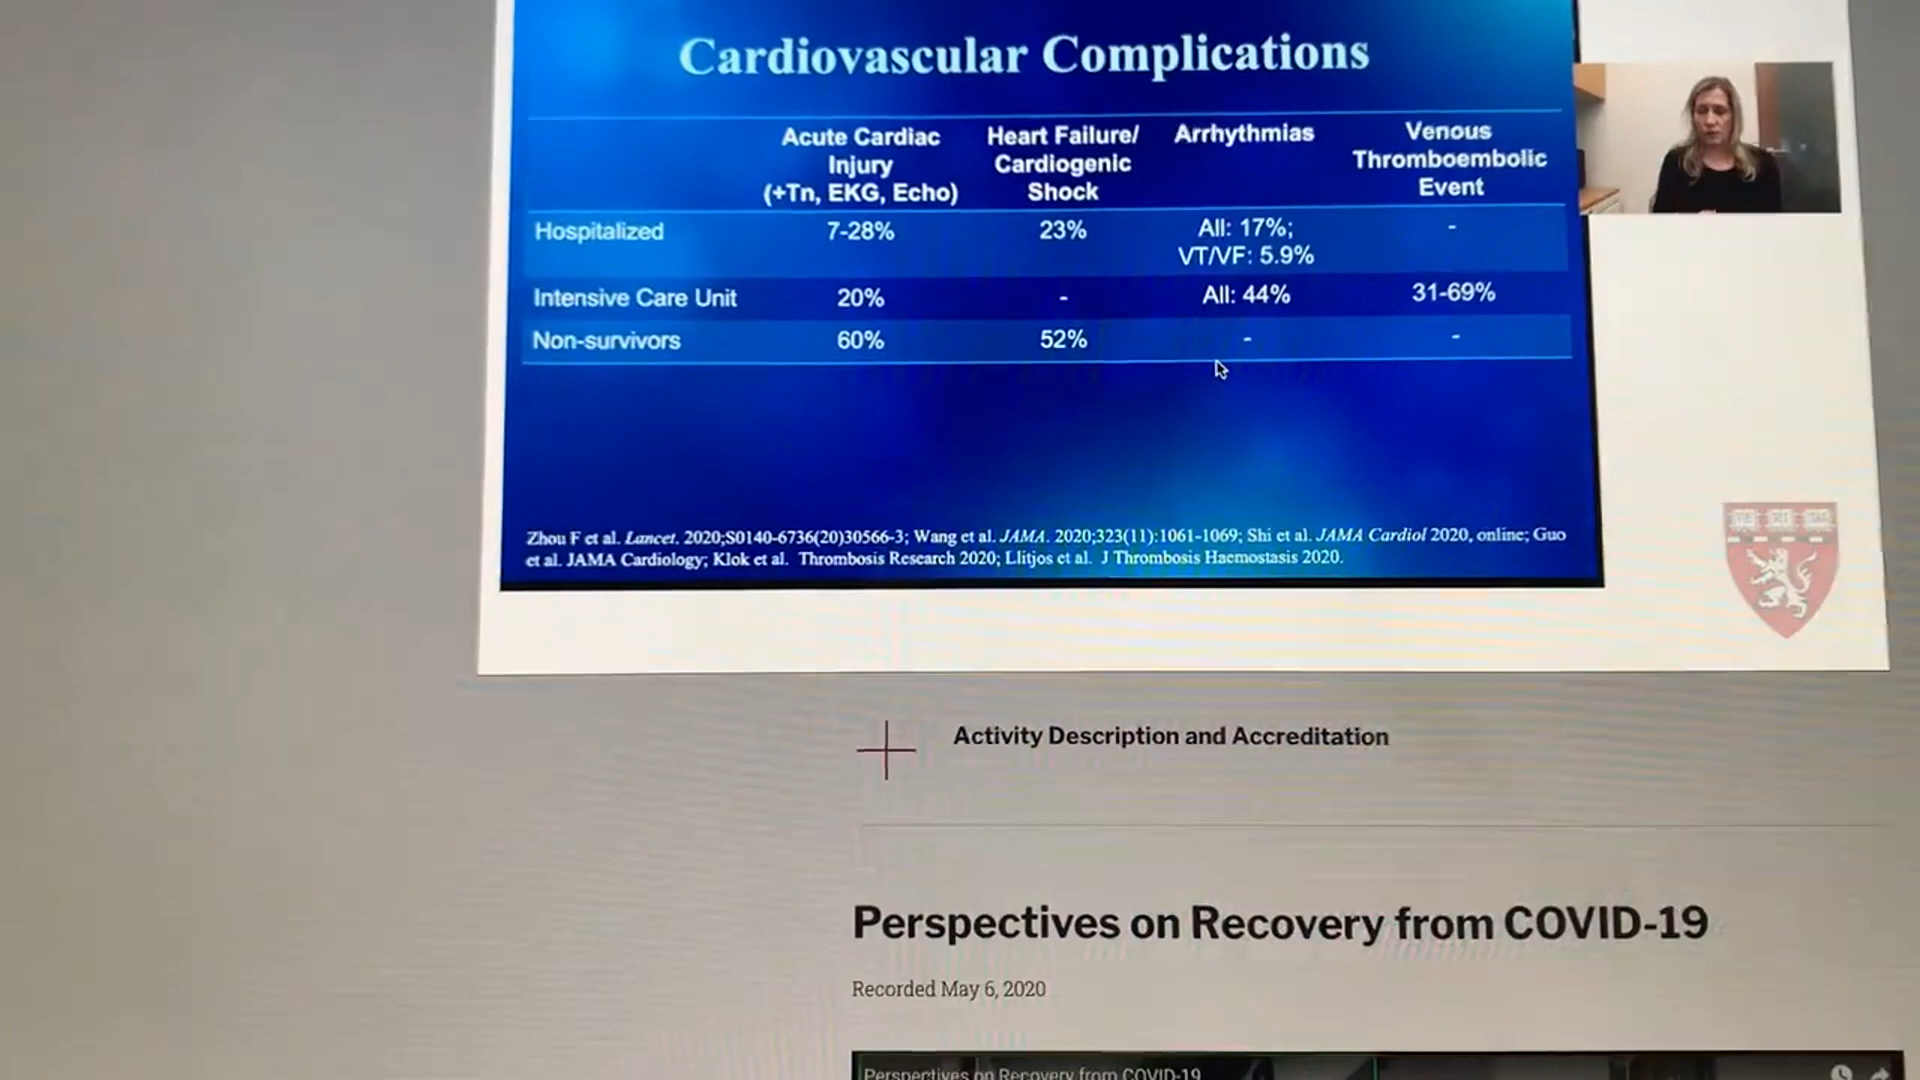 Cardiovascular Complications
Acute Cardiac
Injury
(+Tn, EKG, Echo)
Heart Failure/
Cardiogenic
Shock
Arrhythmias
Venous
Thromboembolic
Event
Hospitalized
7-28%
23%
All: 17%;
VT/VF: 5.9%
-
Intensive Care Unit
20%
-
All: 44%
31-69%
Non-survivors
60%
52%
-
-
Zhou F et al. Lancet. 2020;S0140-6736(20)30566-3; Wang et al. JAMA. 2020;323(11):1061-1069; Shi et al. JAMA Cardiol 2020, online; Guo
et al. JAMA Cardiology; Klok et al. Thrombosis Research 2020; Llitjos et al. J Thrombosis Haemostasis 2020.
Activity Description and Accreditation
Perspectives on Recovery from COVID-19
Recorded May 6, 2020
Perspectives on Recovery from COVID-19